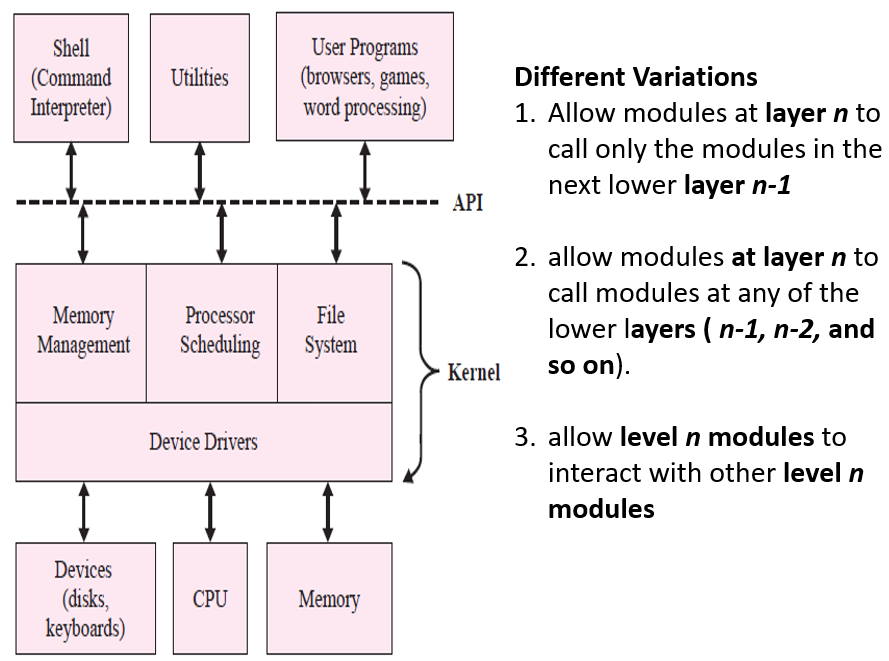 Shell
(Command
Interpreter)
Utilities
User Programs
(browsers, games,
word processing)
API
Memory
Management
Processor
Scheduling
File
System
Kernel
Device Drivers
Devices
(disks,
keyboards)
CPU
Memory
Different Variations
1. Allow modules at layer n to
call only the modules in the
next lower layer n-1
2. allow modules at layer n to
call modules at any of the
lower layers ( n-1, n-2, and
so on).
3. allow level n modules to
interact with other level n
modules